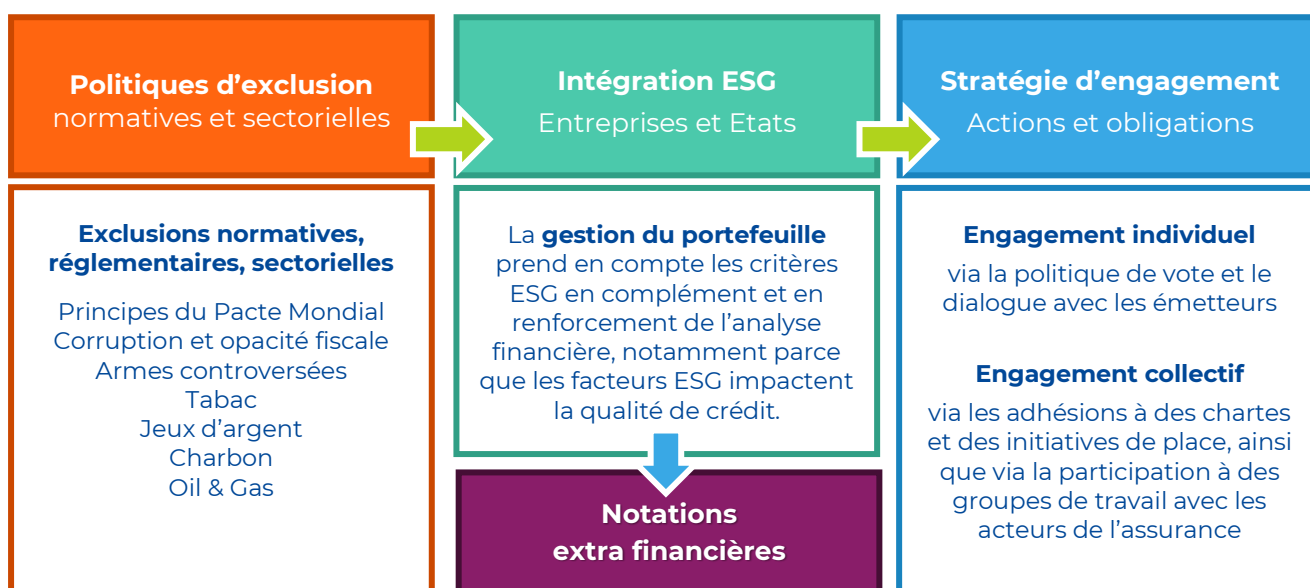 Politiques d’exclusion
normatives et sectorielles
Exclusions normatives,
réglementaires, sectorielles
Principes du Pacte Mondial
Corruption et opacité fiscale
Armes controversées
Tabac
Jeux d’argent
Charbon
Oil & Gas
Intégration ESG
Entreprises et Etats
La gestion du portefeuille
prend en compte les critères
ESG en complément et en
renforcement de l’analyse
financière, notamment parce
que les facteurs ESG impactent
la qualité de crédit.
Notations
extra financières
Stratégie d’engagement
Actions et obligations
Engagement individuel
via la politique de vote et le
dialogue avec les émetteurs
Engagement collectif
via les adhésions à des chartes
et des initiatives de place, ainsi
que via la participation à des
groupes de travail avec les
acteurs de l’assurance